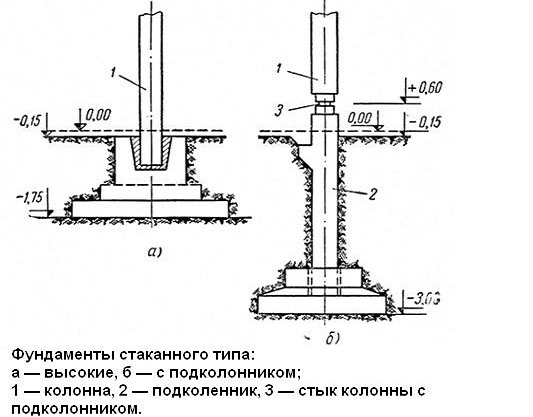 1
1
+0,60
3
-0,15
0,00
0,00
-0,15
2
-1,75
а)
-3,00
б)
Фундаменты стаканного типа:
а — высокие, б — с подколонником;
1 — колонна, 2 — подколенник, 3 — стык колонны с
подколонником.